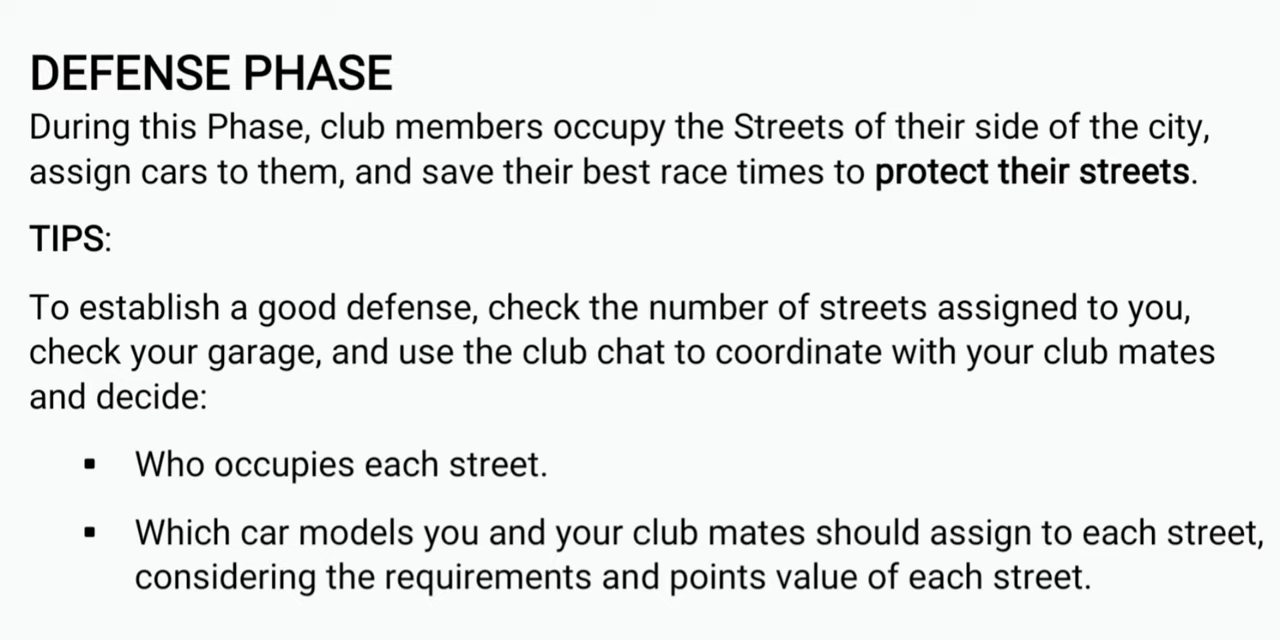 DEFENSE PHASE
During this Phase, club members occupy the Streets of their side of the city,
assign cars to them, and save their best race times to protect their streets.
TIPS:
To establish a good defense, check the number of streets assigned to you,
check your garage, and use the club chat to coordinate with your club mates
and decide:
▪ Who occupies each street.
▪ Which car models you and your club mates should assign to each street,
considering the requirements and points value of each street.